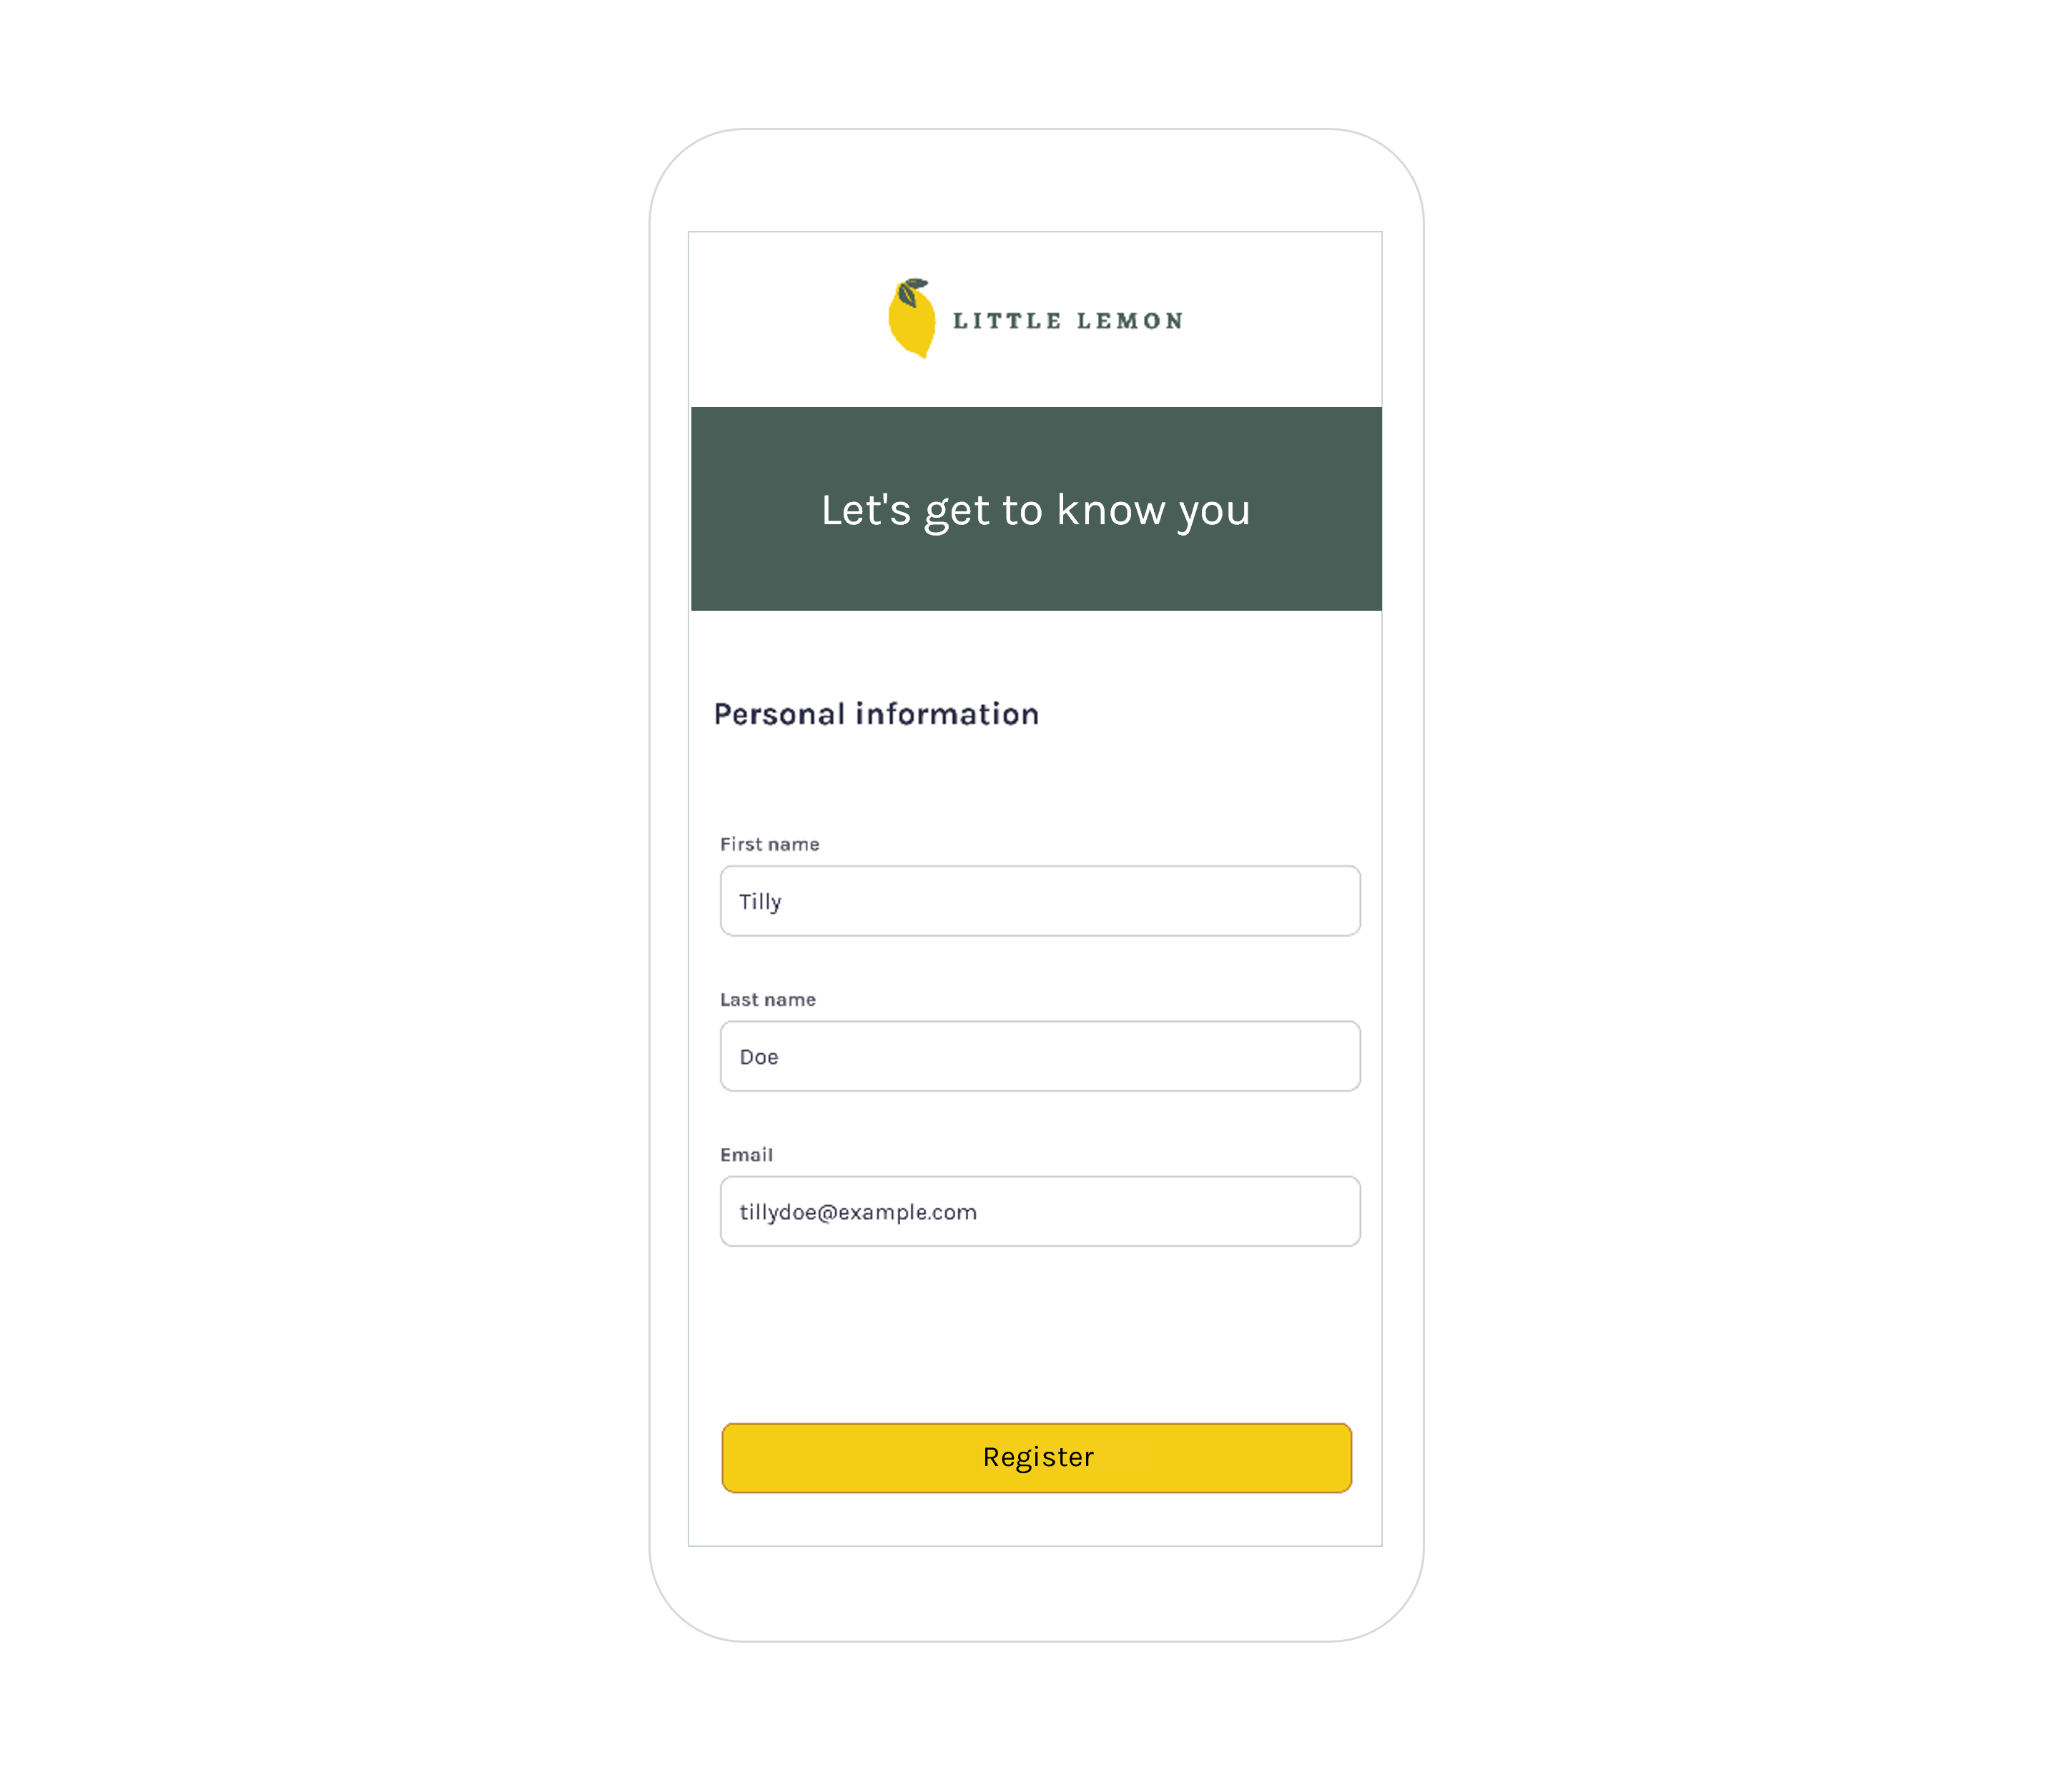 LITTLE LEMON
Let's get to know you
Personal information
First name
Tilly
Last name
Doe
Email
tillydoe@example.com
Register